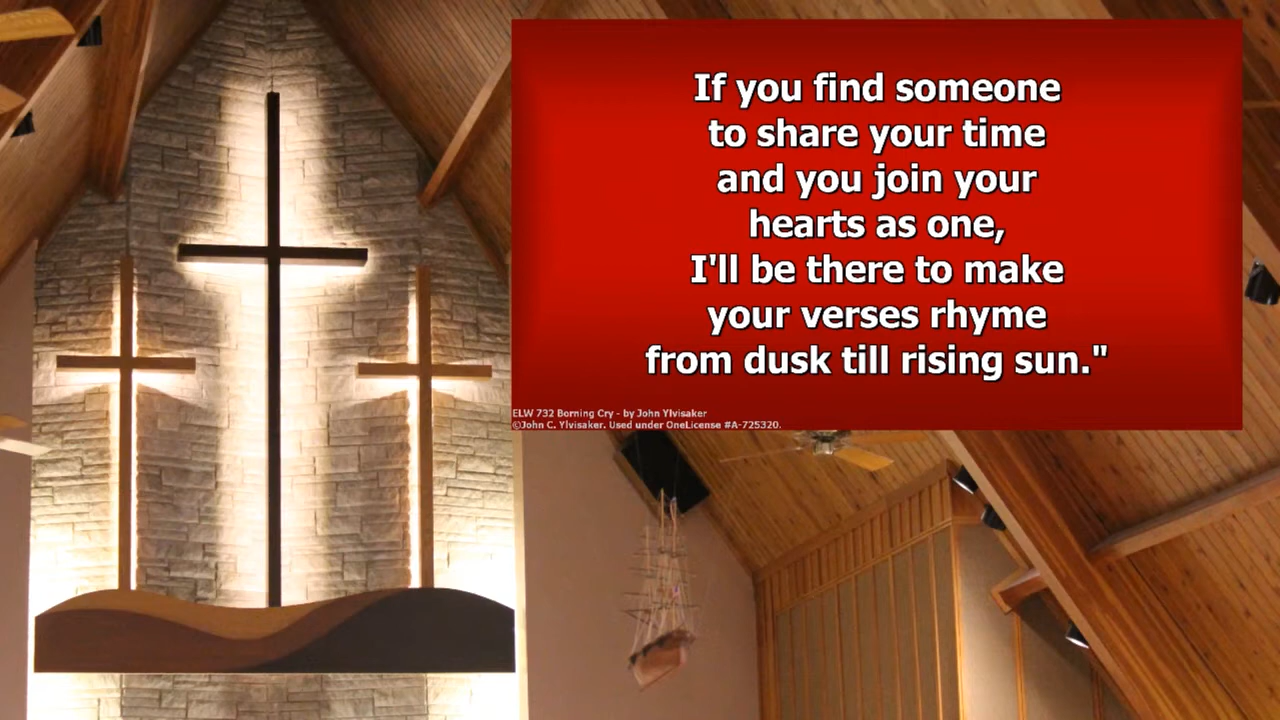 If you find someone
to share your time
and you join your
hearts as one,
I'll be there to make
your verses rhyme
from dusk till rising sun."
ELW 732 Borning Cry - by John Ylvisaker
©John C. Ylvisaker. Used under OneLicense #A-725320.